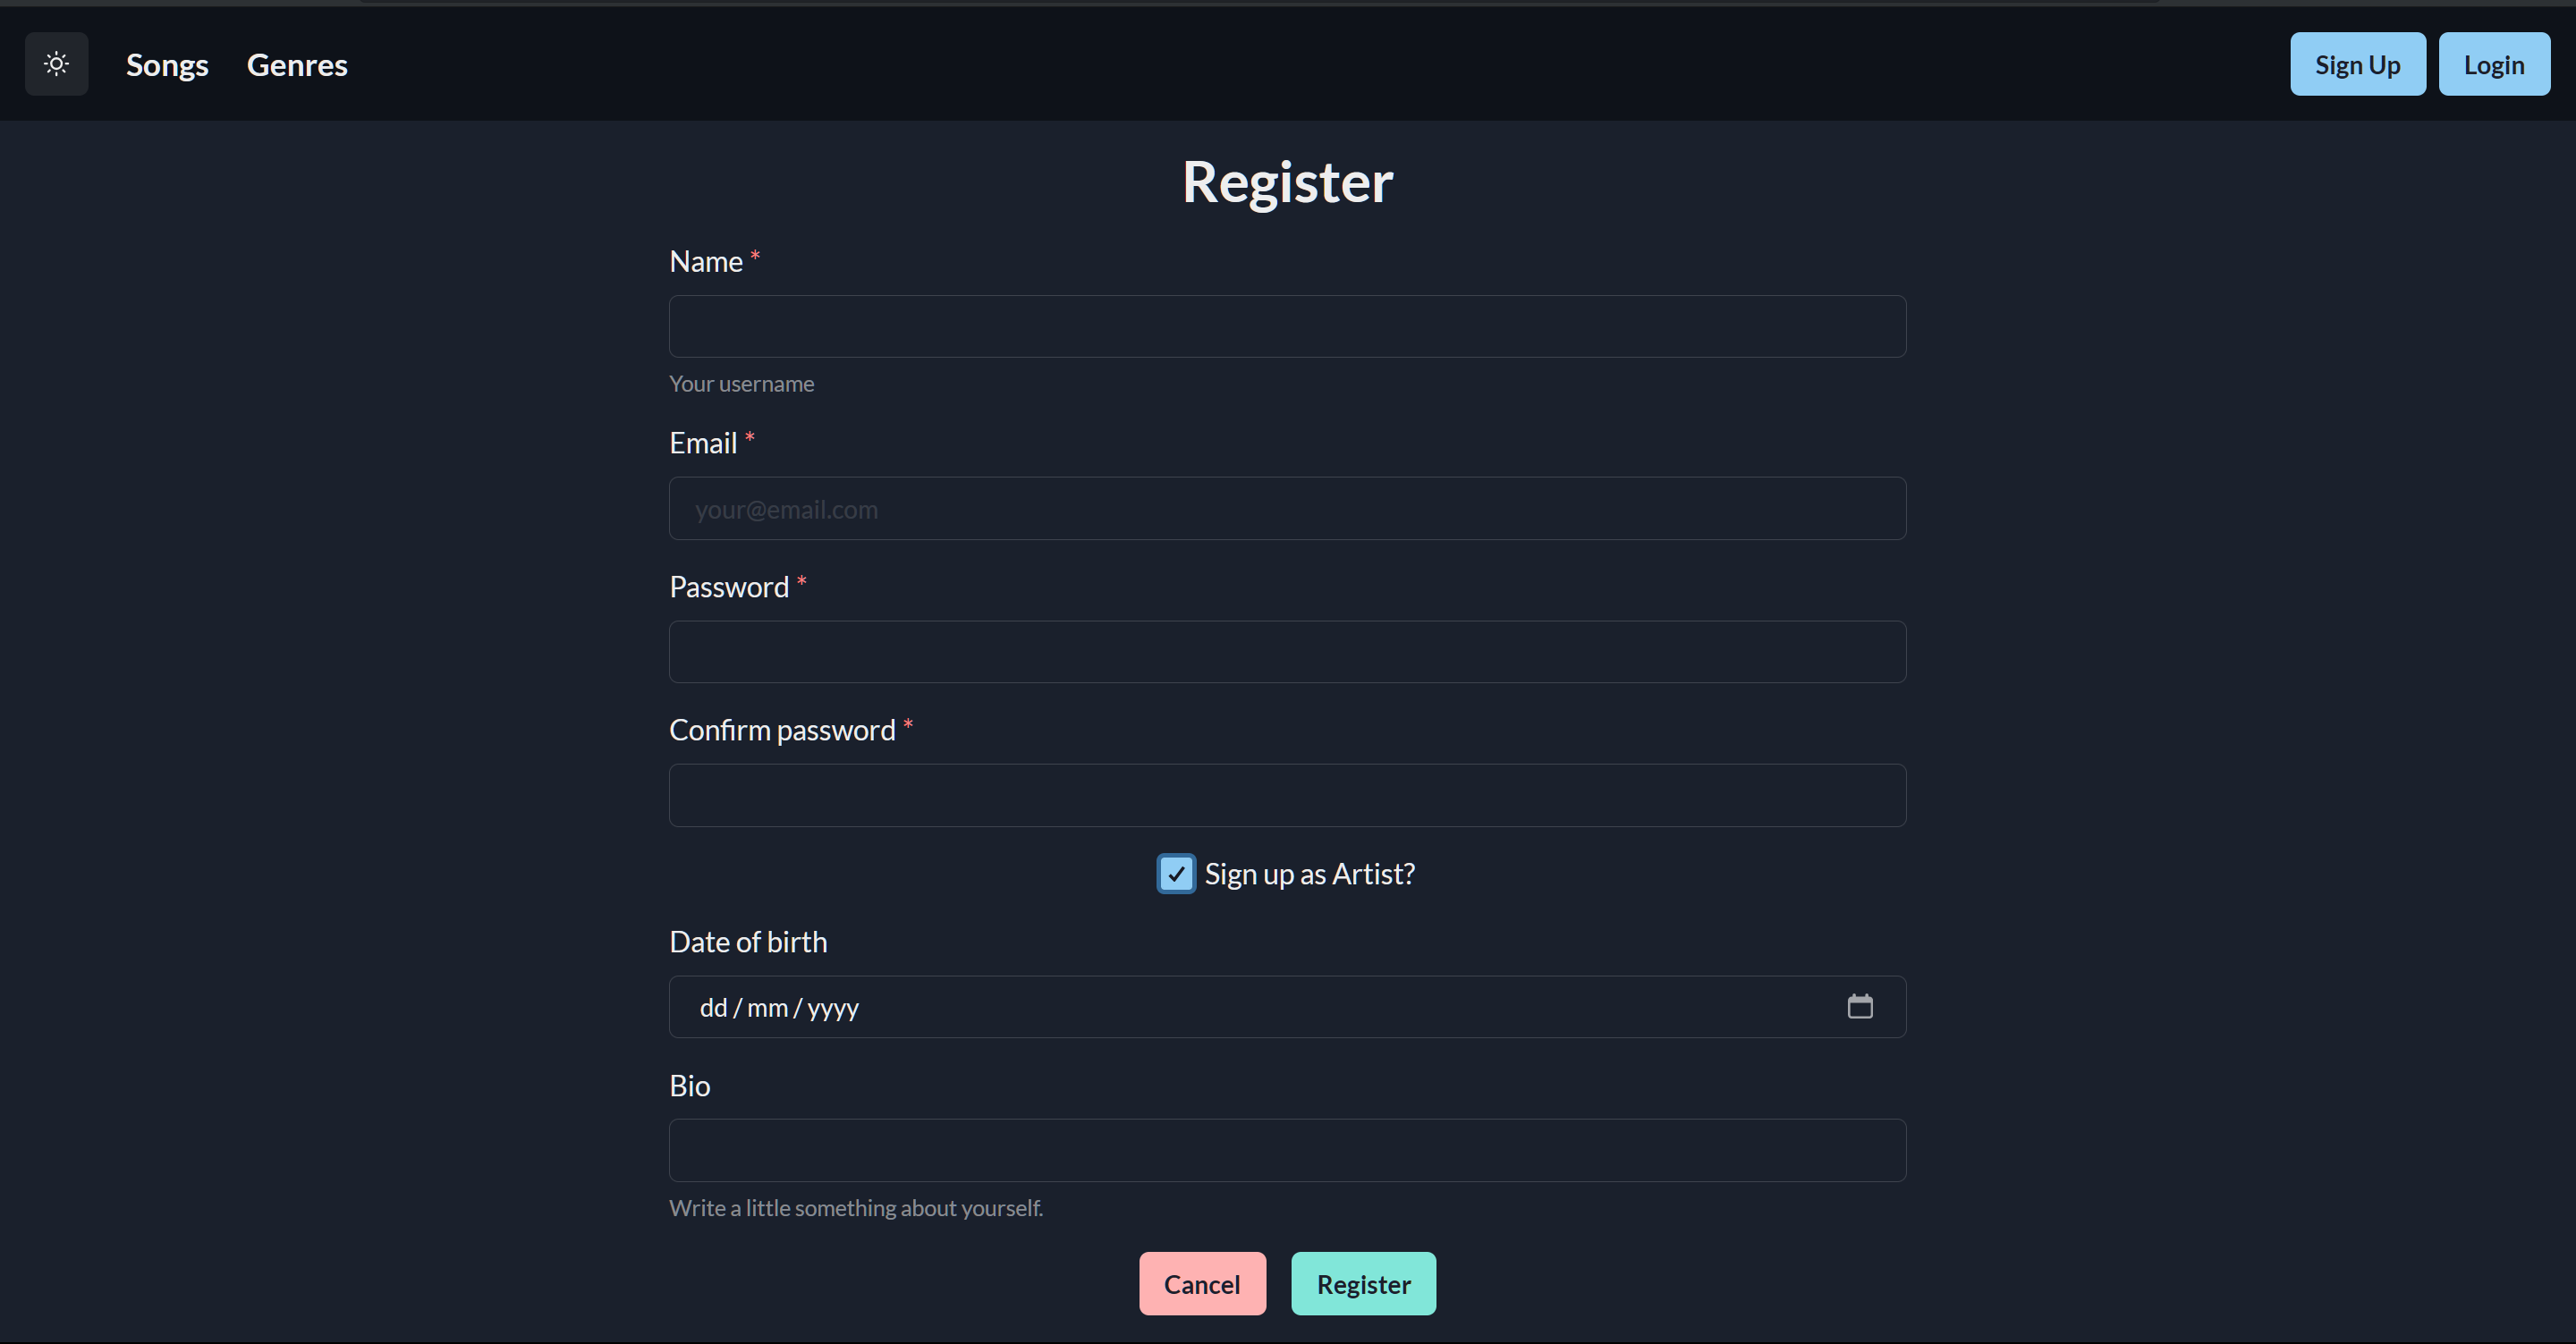 Songs Genres Sign Up Login
Register
Name *
Your username
Email *
your@email.com
Password *
Confirm password *
Sign up as Artist?
Date of birth
dd / mm / yyyy
Bio
Write a little something about yourself.
Cancel Register